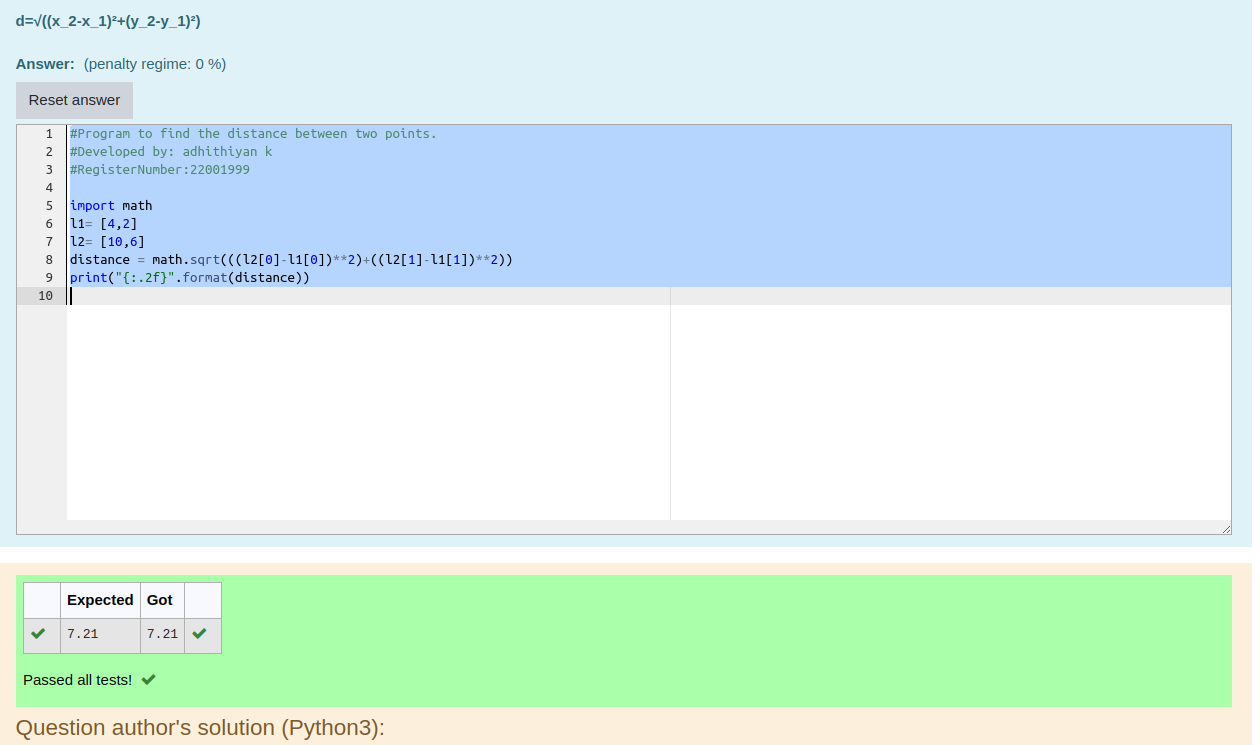 d=√((x_2-x_1)²+(y_2-y_1)²)
Answer: (penalty regime: 0 %)
Reset answer
1 #Program to find the distance between two points.
2 #Developed by: adhithiyan k
3 #RegisterNumber:22001999
4
5 import math
6 l1= [4,2]
7 l2= [10,6]
8 distance = math.sqrt(((l2[0]-l1[0])**2)+((l2[1]-l1[1])**2))
9 print("{:.2f}".format(distance))
10
Expected Got
7.21 7.21
Passed all tests!
Question author's solution (Python3):